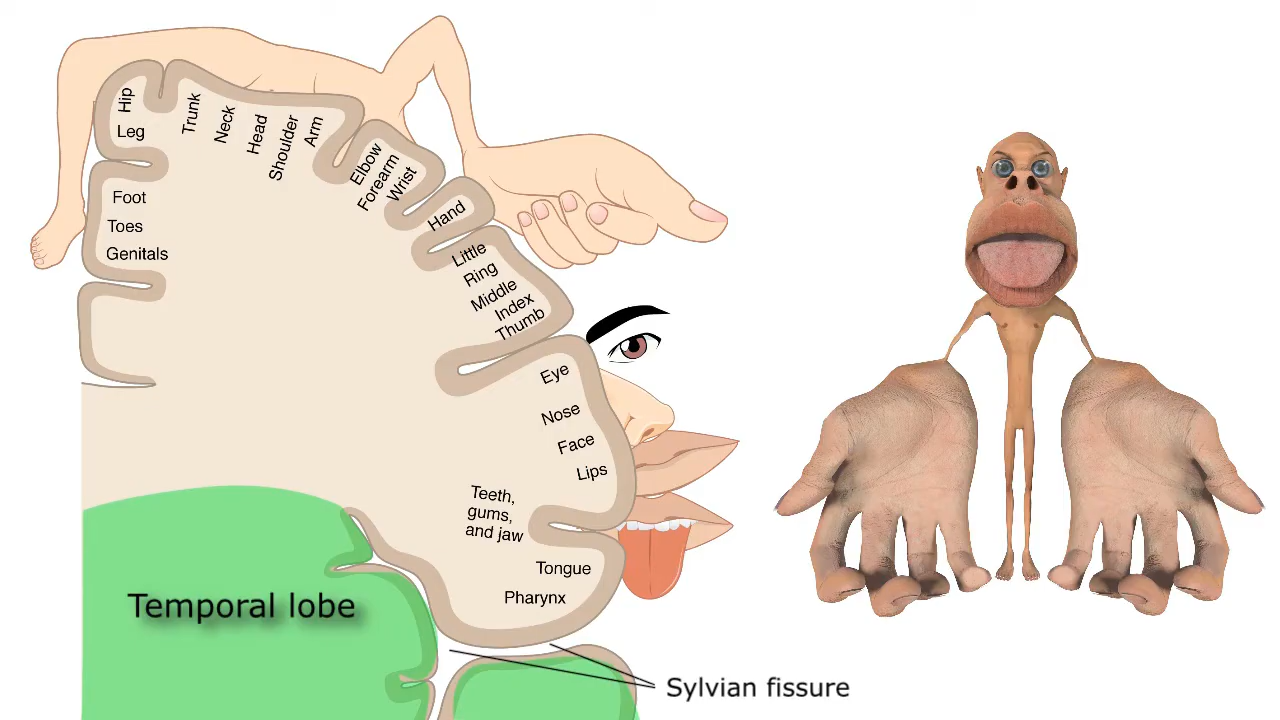 Hip
Leg
Foot
Toes
Genitals
Trunk
Neck
Head
Shoulder
Arm
Elbow
Forearm
Wrist
Hand
Little
Ring
Middle
Index
Thumb
Eye
Nose
Face
Lips
Teeth,
gums,
and jaw
Tongue
Pharynx
Temporal lobe
Sylvian fissure